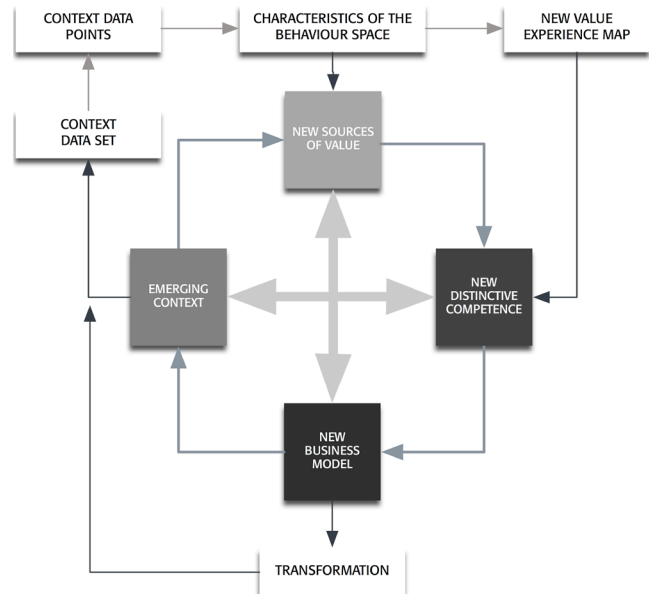 CONTEXT DATA
POINTS
CHARACTERISTICS OF THE
BEHAVIOUR SPACE
NEW VALUE
EXPERIENCE MAP
CONTEXT
DATA SET
NEW SOURCES
OF VALUE
EMERGING
CONTEXT
NEW
DISTINCTIVE
COMPETENCE
NEW
BUSINESS
MODEL
TRANSFORMATION